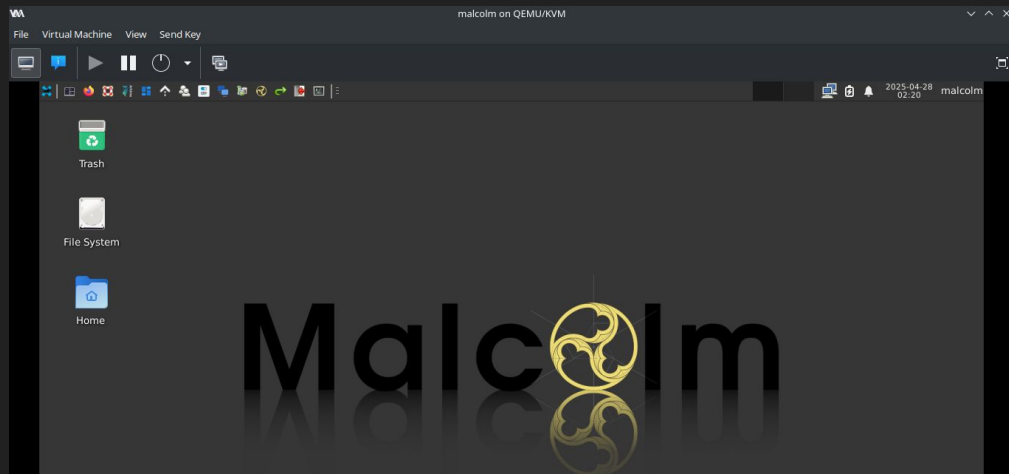 malcolm on QEMU/KVM
File Virtual Machine View Send Key
2025-04-28
02:20
malcolm
Trash
File System
Home
Malcolm